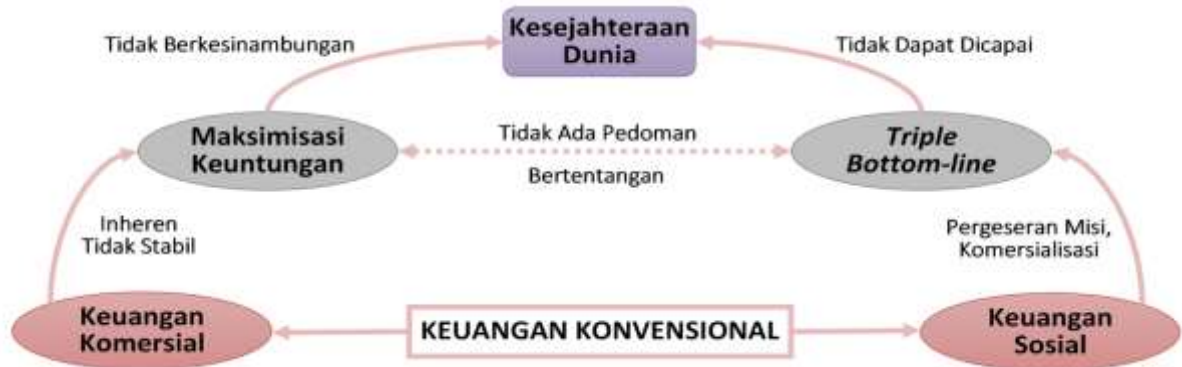 Kesejahteraan
Dunia
Tidak Berkesinambungan
Tidak Dapat Dicapai
Maksimisasi
Keuntungan
Tidak Ada Pedoman
Bertentangan
Triple
Bottom-line
Inheren
Tidak Stabil
Pergeseran Misi,
Komersialisasi
Keuangan
Komersial
KEUANGAN KONVENSIONAL
Keuangan
Sosial